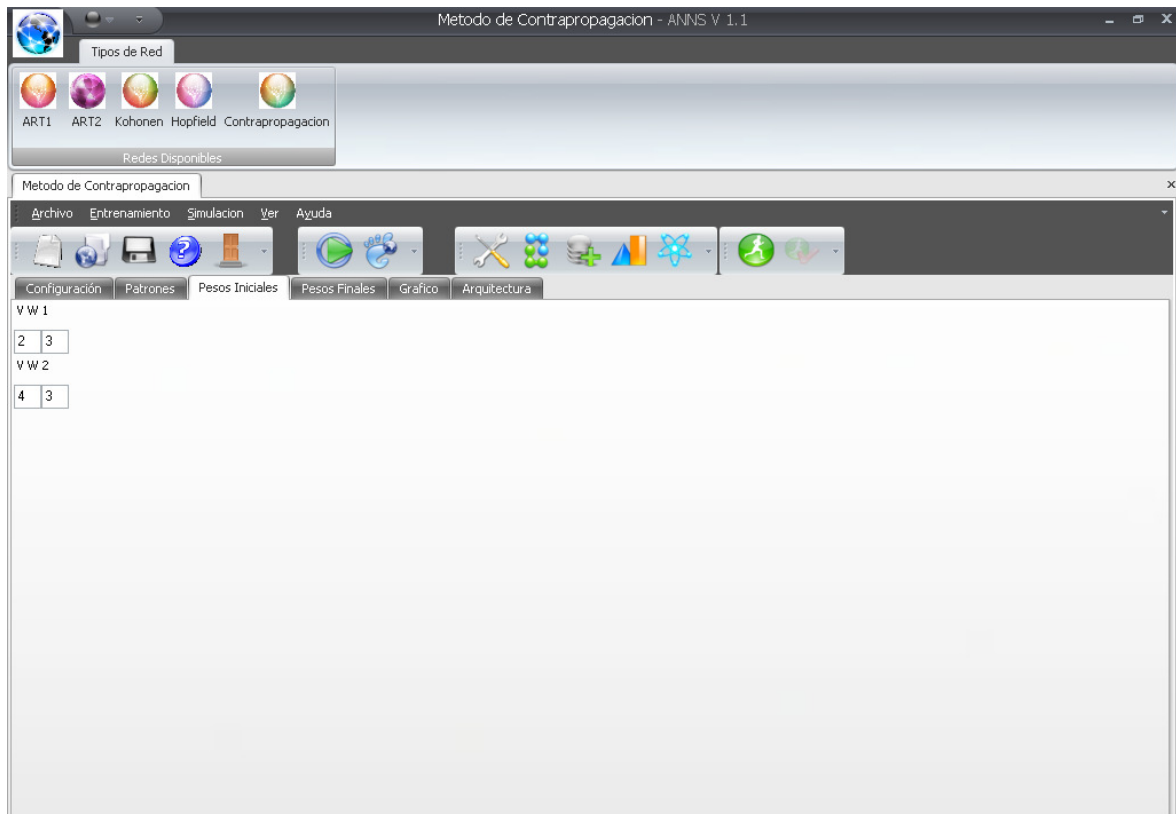 Metodo de Contrapropagacion - ANNS V 1.1
Tipos de Red
ART1 ART2 Kohonen Hopfield Contrapropagacion
Redes Disponibles
Metodo de Contrapropagacion
Archivo Entrenamiento Simulacion Ver Ayuda
Configuración Patrones Pesos Iniciales Pesos Finales Grafico Arquitectura
V W 1
2 3
V W 2
4 3